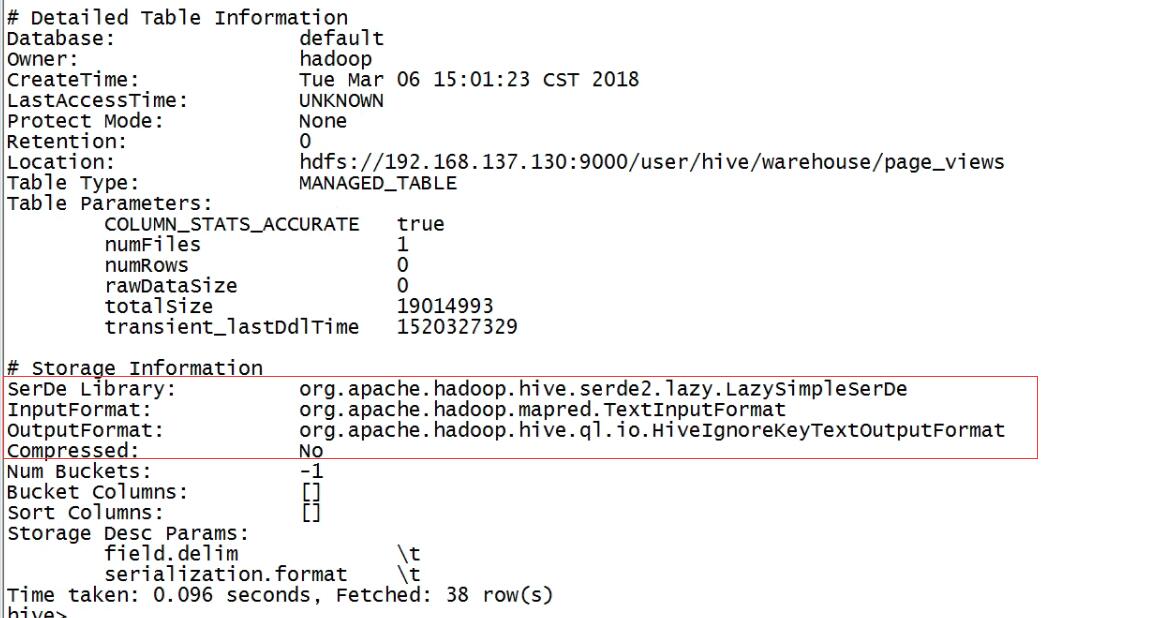 # Detailed Table Information
Database: default
Owner: hadoop
CreateTime: Tue Mar 06 15:01:23 CST 2018
LastAccessTime: UNKNOWN
Protect Mode: None
Retention: 0
Location: hdfs://192.168.137.130:9000/user/hive/warehouse/page_views
Table Type: MANAGED_TABLE
Table Parameters:
COLUMN_STATS_ACCURATE true
numFiles 1
numRows 0
rawDataSize 0
totalSize 19014993
transient_lastDdlTime 1520327329
# Storage Information
SerDe Library: org.apache.hadoop.hive.serde2.lazy.LazySimpleSerDe
InputFormat: org.apache.hadoop.mapred.TextInputFormat
OutputFormat: org.apache.hadoop.hive.ql.io.HiveIgnoreKeyTextOutputFormat
Compressed: No
Num Buckets: -1
Bucket Columns: []
Sort Columns: []
Storage Desc Params:
field.delim \t
serialization.format \t
Time taken: 0.096 seconds, Fetched: 38 row(s)
hive>